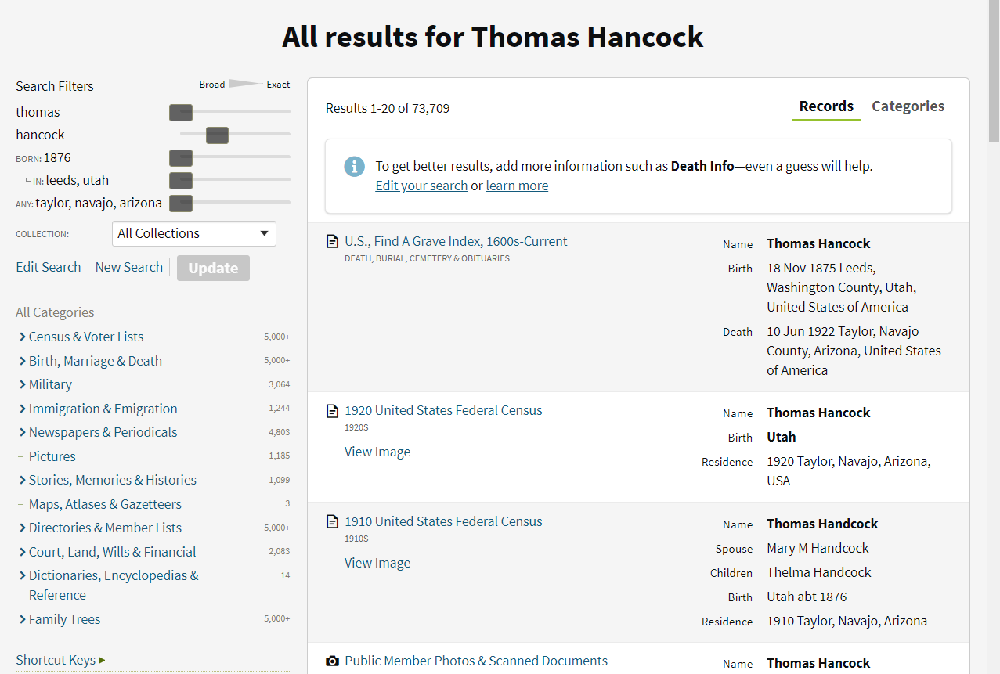 All results for Thomas Hancock
Search Filters
Broad Exact
thomas
hancock
BORN: 1876
IN: leeds, utah
ANY: taylor, navajo, arizona
COLLECTION: All Collections
Edit Search New Search Update
All Categories
Census & Voter Lists 5,000+
Birth, Marriage & Death 5,000+
Military 3,064
Immigration & Emigration 1,244
Newspapers & Periodicals 4,803
Pictures 1,185
Stories, Memories & Histories 1,099
Maps, Atlases & Gazetteers 3
Directories & Member Lists 5,000+
Court, Land, Wills & Financial 2,083
Dictionaries, Encyclopedias & 14
Reference
Family Trees 5,000+
Shortcut Keys
Results 1-20 of 73,709
Records Categories
To get better results, add more information such as Death Info—even a guess will help.
Edit your search or learn more
U.S., Find A Grave Index, 1600s-Current
DEATH, BURIAL, CEMETERY & OBITUARIES
Name Thomas Hancock
Birth 18 Nov 1875 Leeds,
Washington County, Utah,
United States of America
Death 10 Jun 1922 Taylor, Navajo
County, Arizona, United States
of America
1920 United States Federal Census
1920S
View Image
Name Thomas Hancock
Birth Utah
Residence 1920 Taylor, Navajo, Arizona,
USA
1910 United States Federal Census
1910S
View Image
Name Thomas Handcock
Spouse Mary M Handcock
Children Thelma Handcock
Birth Utah abt 1876
Residence 1910 Taylor, Navajo, Arizona
Public Member Photos & Scanned Documents
Name Thomas Hancock